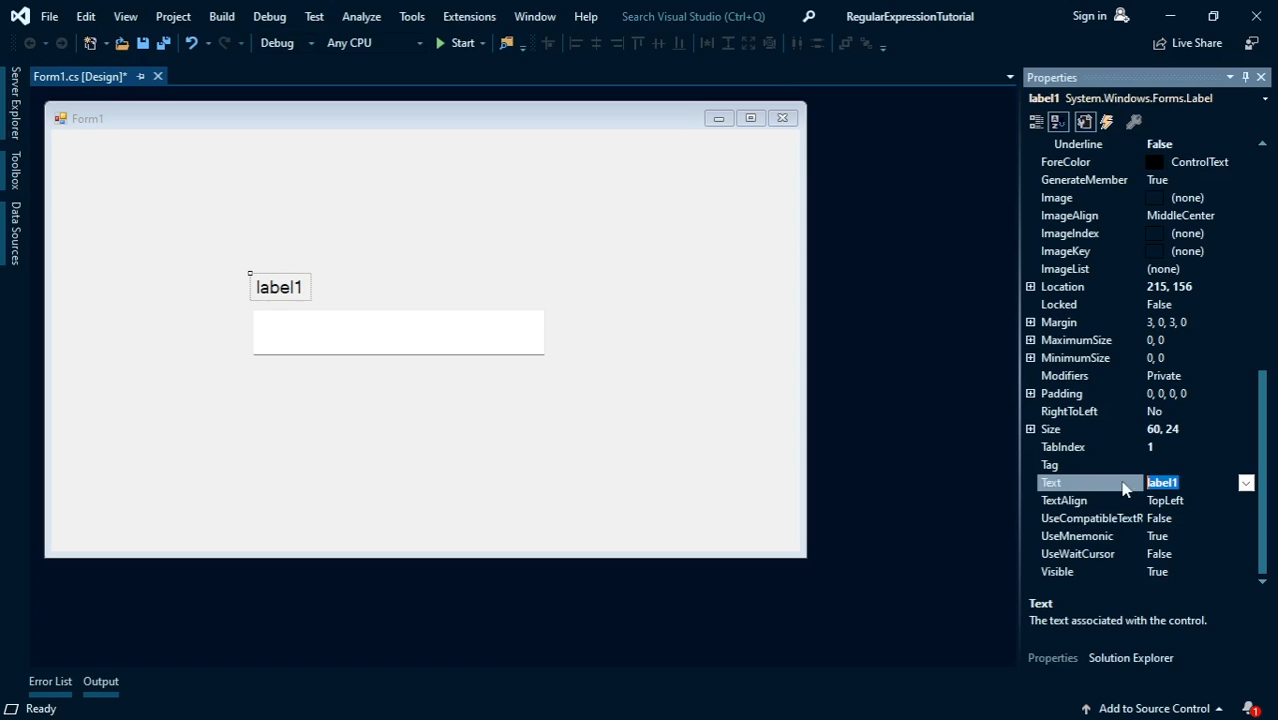 File Edit View Project Build Debug Test Analyze Tools Extensions Window Help Search Visual Studio (Ctrl+Q) RegularExpressionTutorial Sign in
Debug Any CPU Start Live Share
Form1.cs [Design]*
Server Explorer
Toolbox
Data Sources
Form1
label1
Properties
label1 System.Windows.Forms.Label
Underline False
ForeColor ControlText
GenerateMember True
Image (none)
ImageAlign MiddleCenter
ImageIndex (none)
ImageKey (none)
ImageList (none)
Location 215, 156
Locked False
Margin 3, 0, 3, 0
MaximumSize 0, 0
MinimumSize 0, 0
Modifiers Private
Padding 0, 0, 0, 0
RightToLeft No
Size 60, 24
TabIndex 1
Tag
Text label1
TextAlign TopLeft
UseCompatibleTextR False
UseMnemonic True
UseWaitCursor False
Visible True
Text
The text associated with the control.
Properties Solution Explorer
Error List Output
Ready Add to Source Control 1